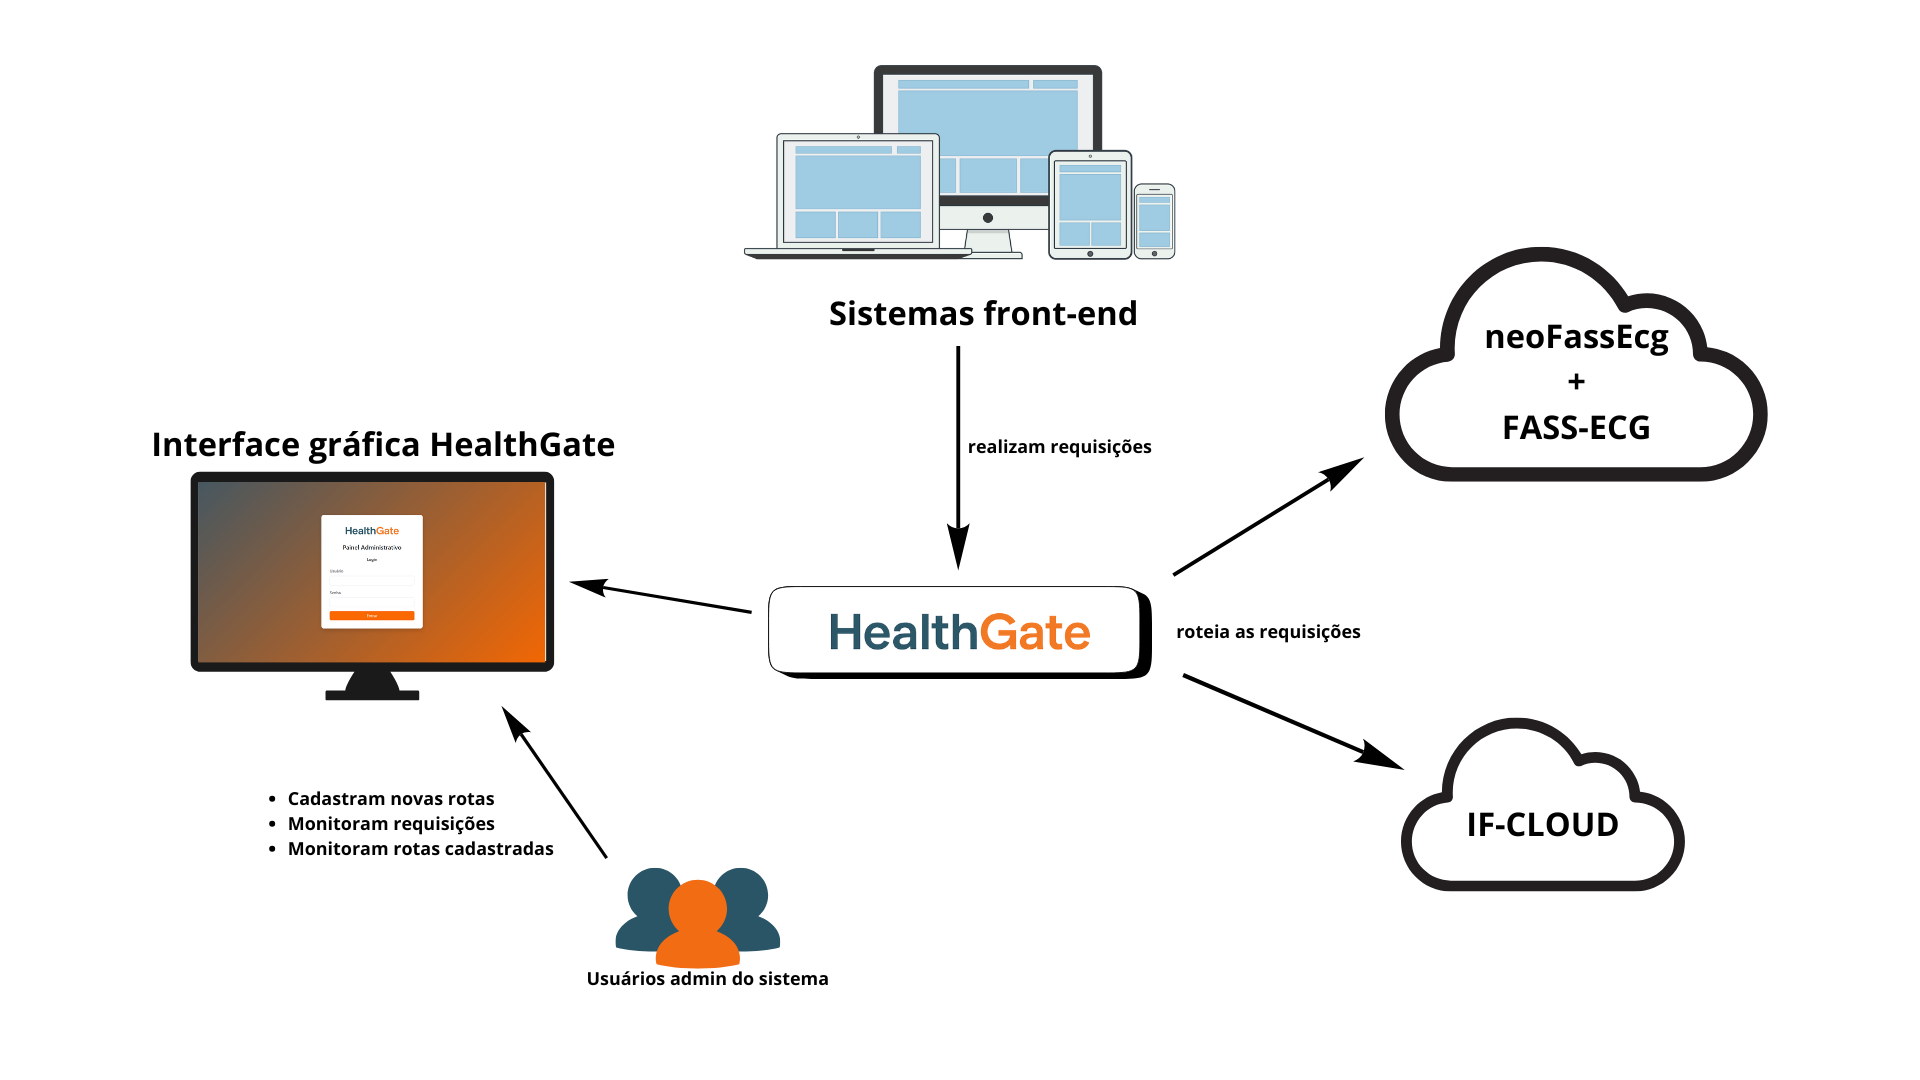 Sistemas front-end
neoFassEcg
+
FASS-ECG
realizam requisições
Interface gráfica HealthGate
HealthGate
Painel Administrativo
Login
Usuário
Senha
Entrar
HealthGate
roteia as requisições
IF-CLOUD
• Cadastram novas rotas
• Monitoram requisições
• Monitoram rotas cadastradas
Usuários admin do sistema